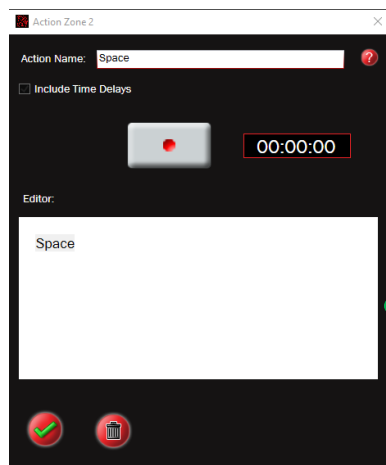 Action Zone 2
Action Name: Space
?
Include Time Delays
00:00:00
Editor:
Space